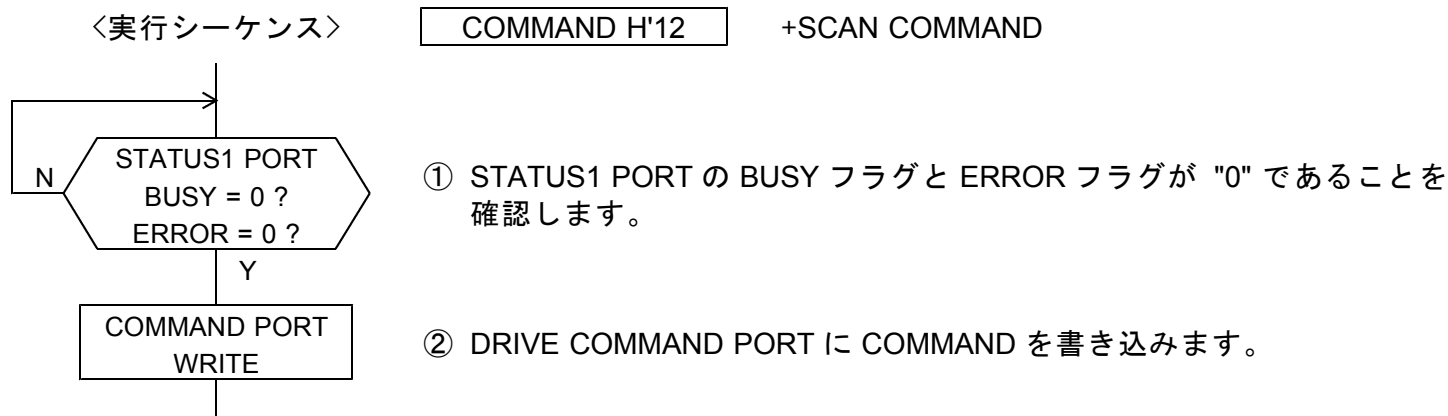 〈実行シーケンス〉 COMMAND H'12 +SCAN COMMAND
STATUS1 PORT
N
BUSY = 0 ?
ERROR = 0 ?
Y
① STATUS1 PORT の BUSY フラグと ERROR フラグが "0" であることを
確認します。
COMMAND PORT
WRITE
② DRIVE COMMAND PORT に COMMAND を書き込みます。